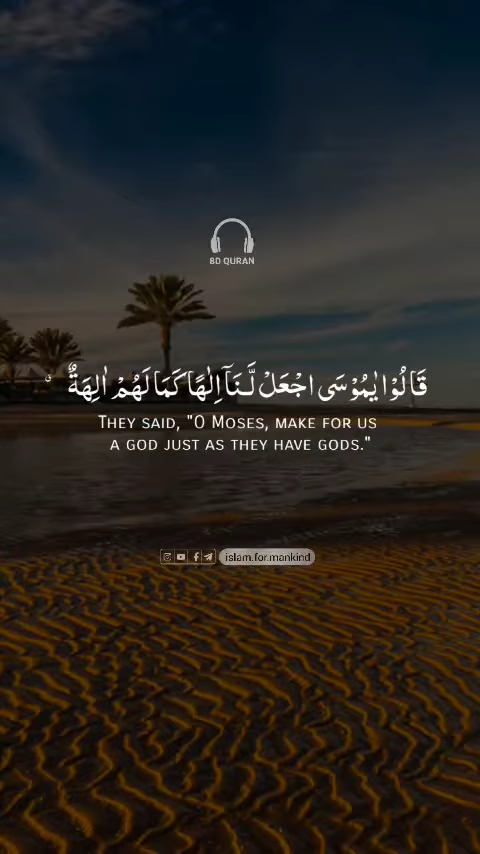 8D QURAN
قَالُوْا يٰمُوْسَى اجْعَلْ لَّنَاۤ اِلٰهًا كَمَا لَهُمْ اٰلِهَةٌ ؕ
THEY SAID, "O MOSES, MAKE FOR US
A GOD JUST AS THEY HAVE GODS."
islam.for.mankind